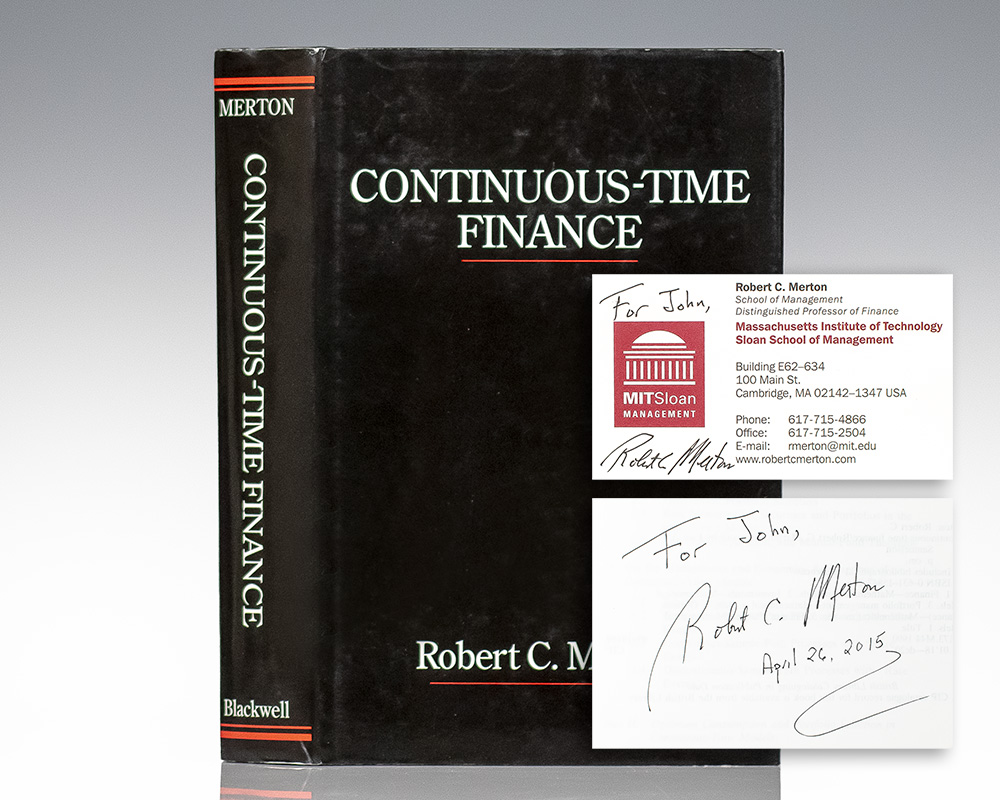 MERTON
CONTINUOUS-TIME FINANCE
Blackwell
CONTINUOUS-TIME
FINANCE
Robert C. M
For John,
MITSloan
MANAGEMENT
Robert C. Merton
Robert C. Merton
School of Management
Distinguished Professor of Finance
Massachusetts Institute of Technology
Sloan School of Management
Building E62–634
100 Main St.
Cambridge, MA 02142–1347 USA
Phone: 617-715-4866
Office: 617-715-2504
E-mail: rmerton@mit.edu
www.robertcmerton.com
For John,
Robert C. Merton
April 26, 2015